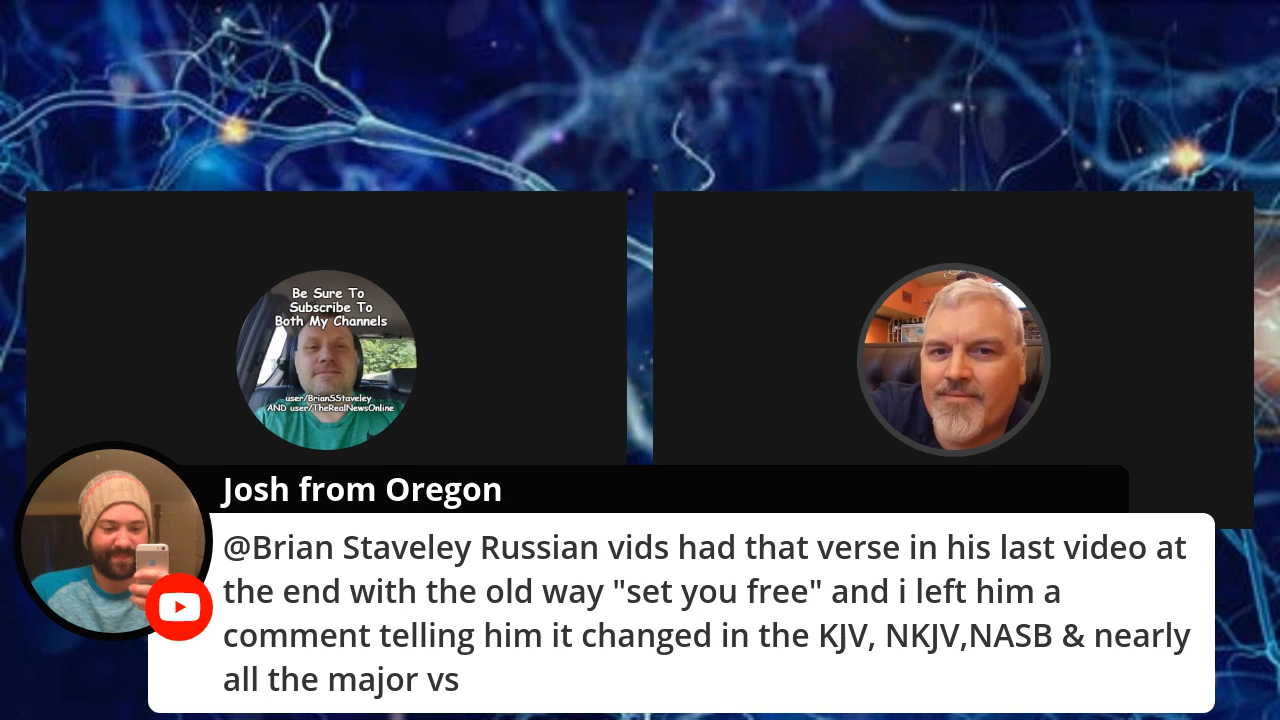 Be Sure To
Subscribe To
Both My Channels
user/BrianSStaveley
AND user/TheRealNewsOnline
Josh from Oregon
@Brian Staveley Russian vids had that verse in his last video at
the end with the old way "set you free" and i left him a
comment telling him it changed in the KJV, NKJV,NASB & nearly
all the major vs